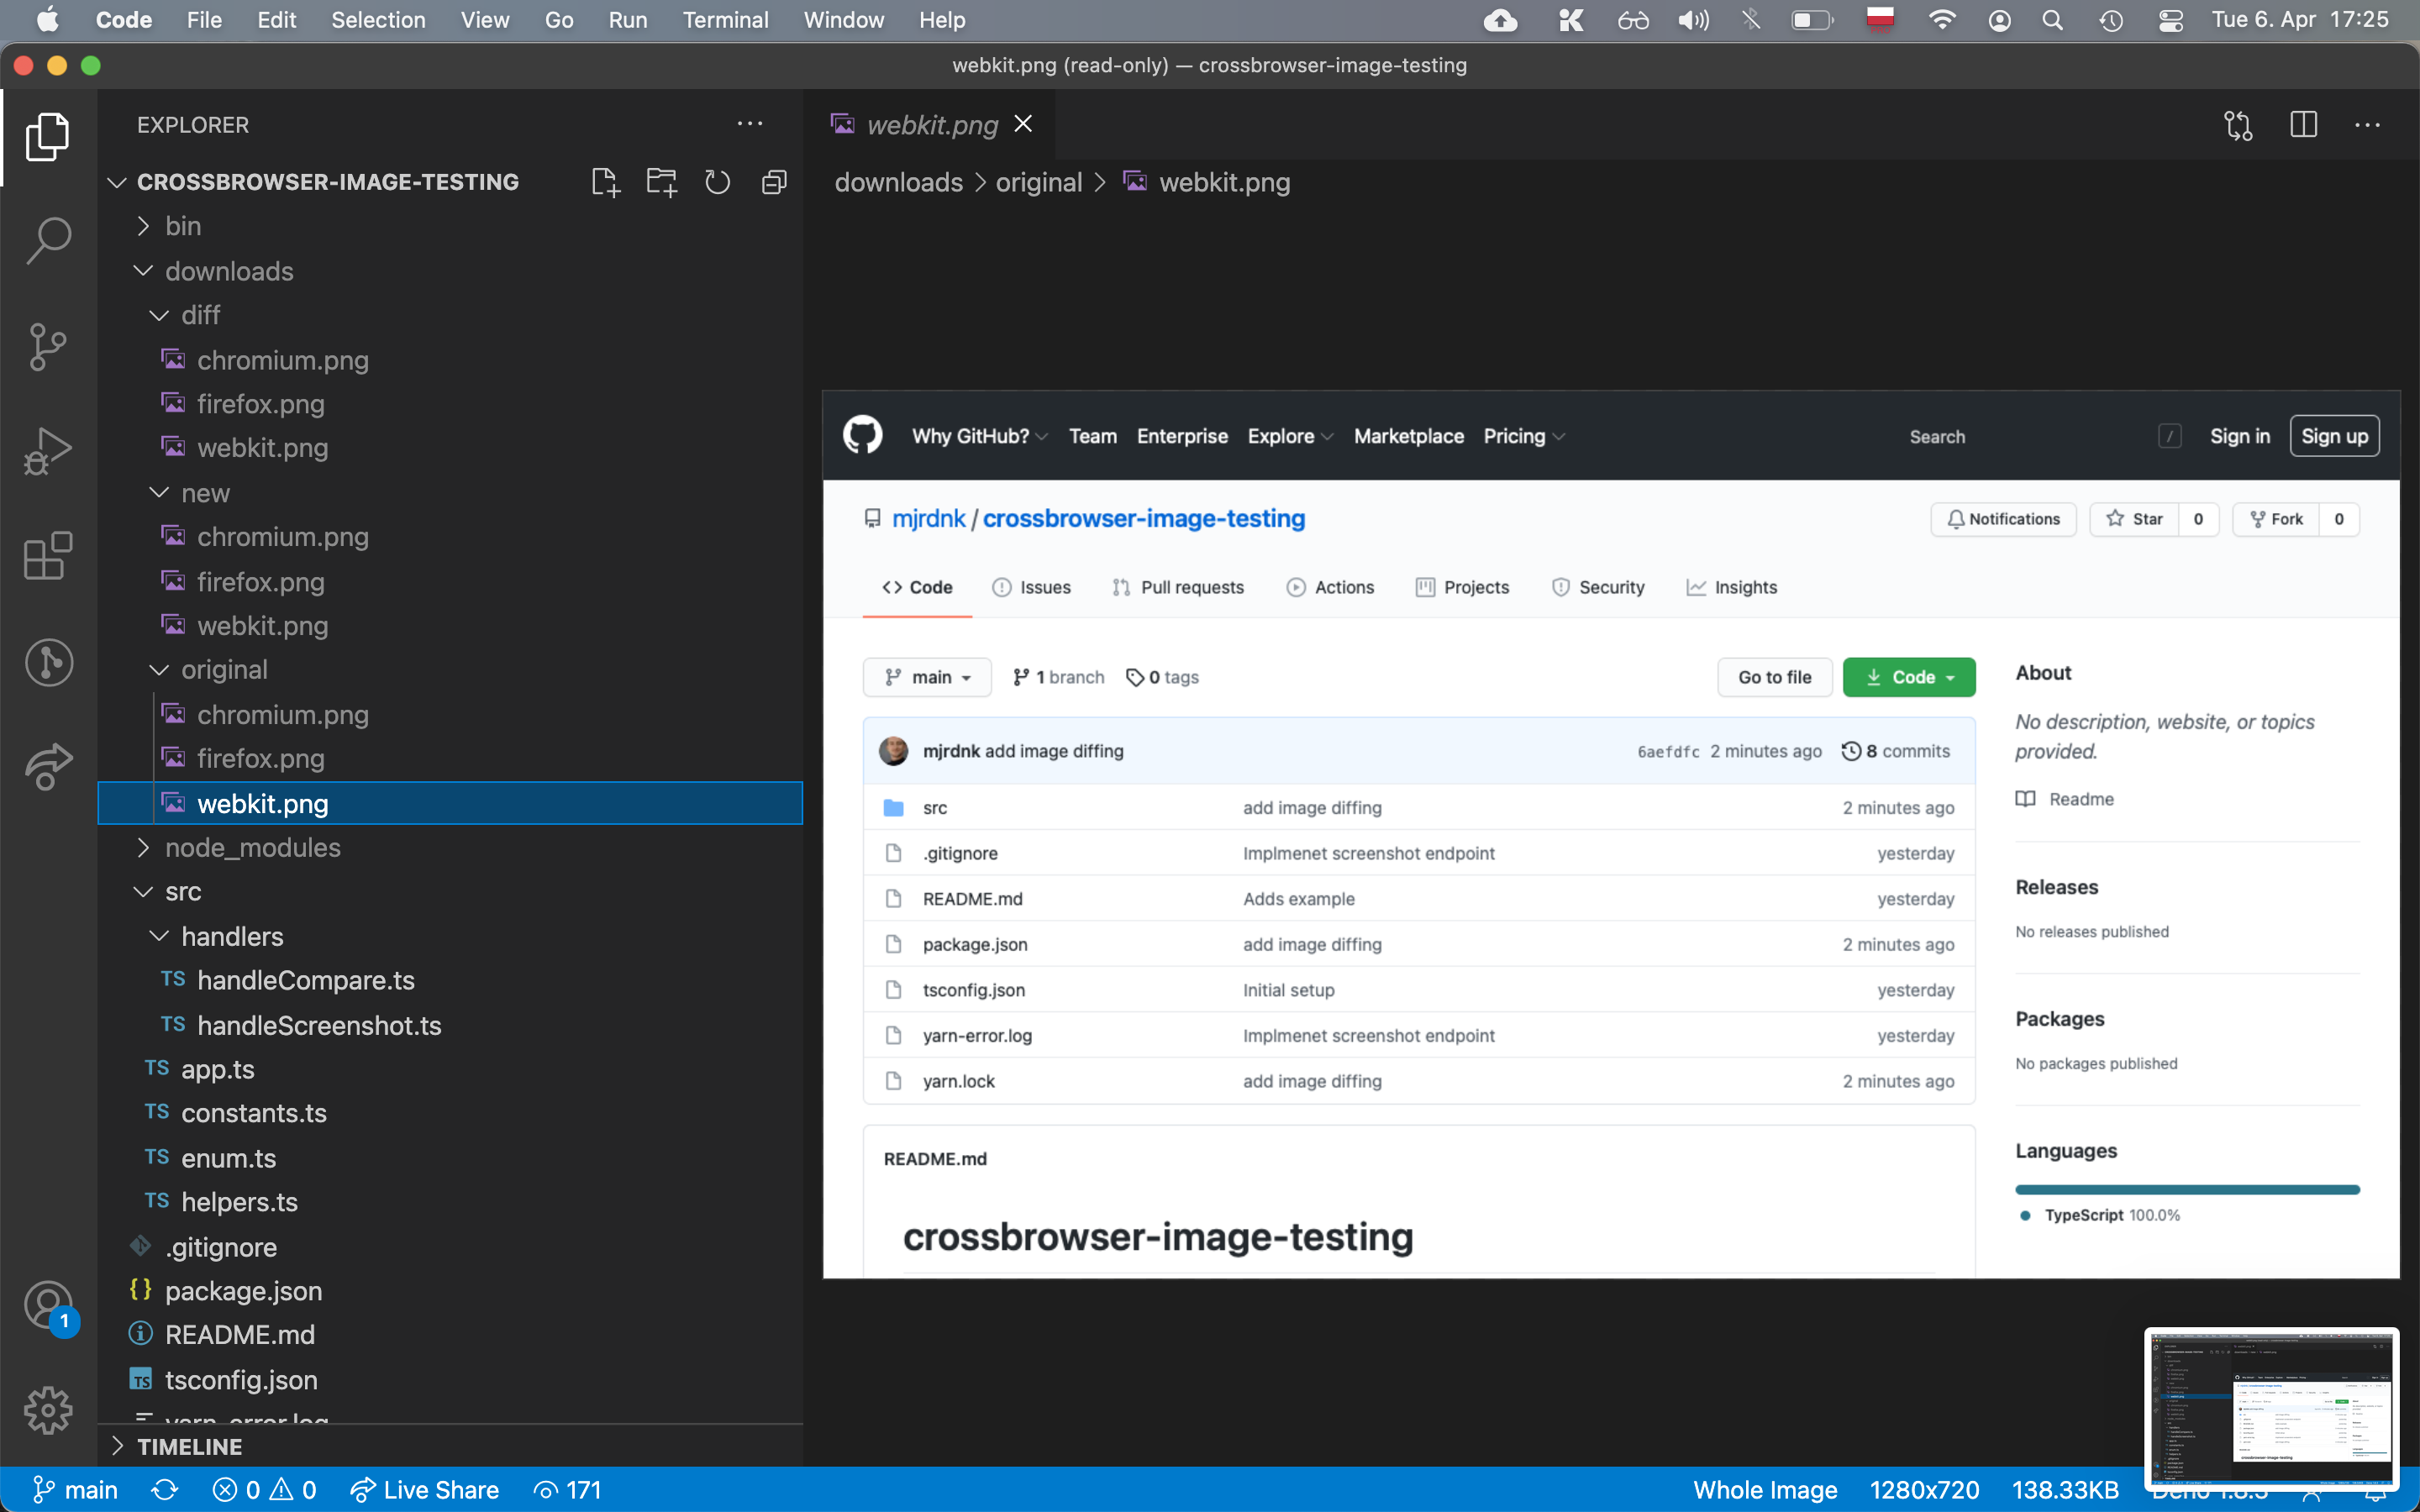 Code File Edit Selection View Go Run Terminal Window Help Tue 6. Apr 17:25
webkit.png (read-only) — crossbrowser-image-testing
EXPLORER
CROSSBROWSER-IMAGE-TESTING
bin
downloads
diff
chromium.png
firefox.png
webkit.png
new
chromium.png
firefox.png
webkit.png
original
chromium.png
firefox.png
webkit.png
node_modules
src
handlers
TS handleCompare.ts
TS handleScreenshot.ts
TS app.ts
TS constants.ts
TS enum.ts
TS helpers.ts
.gitignore
{} package.json
README.md
TS tsconfig.json
yarn-error.log
TIMELINE
1
webkit.png
downloads > original > webkit.png
Why GitHub? Team Enterprise Explore Marketplace Pricing Search / Sign in Sign up
mjrdnk / crossbrowser-image-testing Notifications Star 0 Fork 0
<> Code Issues Pull requests Actions Projects Security Insights
main 1 branch 0 tags Go to file Code
mjrdnk add image diffing 6aefdfc 2 minutes ago 8 commits
src add image diffing 2 minutes ago
.gitignore Implmenet screenshot endpoint yesterday
README.md Adds example yesterday
package.json add image diffing 2 minutes ago
tsconfig.json Initial setup yesterday
yarn-error.log Implmenet screenshot endpoint yesterday
yarn.lock add image diffing 2 minutes ago
README.md
crossbrowser-image-testing
About
No description, website, or topics
provided.
Readme
Releases
No releases published
Packages
No packages published
Languages
TypeScript 100.0%
main 0 0 Live Share 171 Whole Image 1280x720 138.33KB Deno 1.8.3